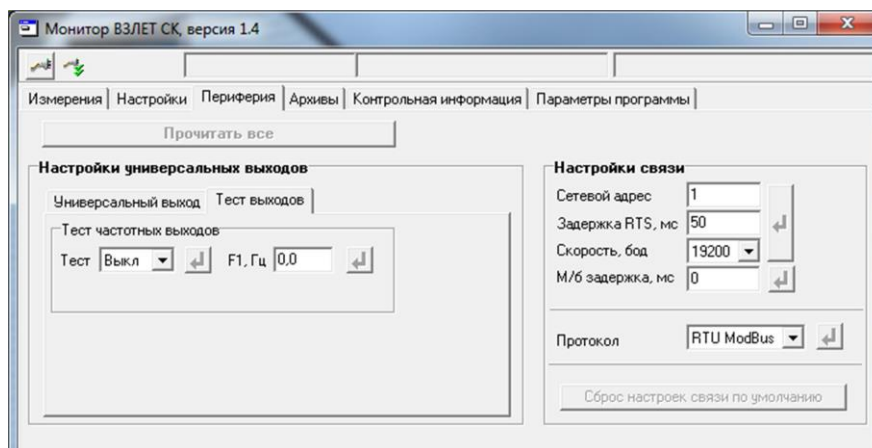 Монитор ВЗЛЕТ СК, версия 1.4
Измерения Настройки Периферия Архивы Контрольная информация Параметры программы
Прочитать все
Настройки универсальных выходов
Универсальный выход Тест выходов
Тест частотных выходов
Тест Выкл F1, Гц 0,0
Настройки связи
Сетевой адрес 1
Задержка RTS, мс 50
Скорость, бод 19200
М/б задержка, мс 0
Протокол RTU ModBus
Сброс настроек связи по умолчанию